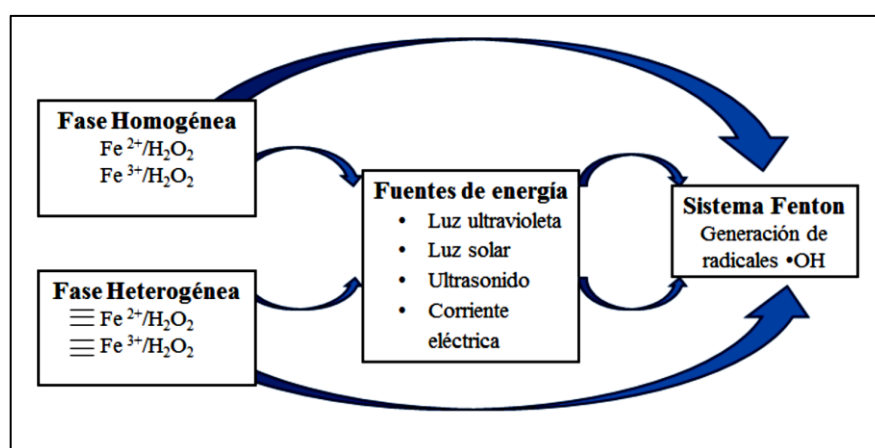 Fase Homogénea
Fe 2+/H2O2
Fe 3+/H2O2
Fase Heterogénea
≡ Fe 2+/H2O2
≡ Fe 3+/H2O2
Fuentes de energía
• Luz ultravioleta
• Luz solar
• Ultrasonido
• Corriente
eléctrica
Sistema Fenton
Generación de
radicales •OH